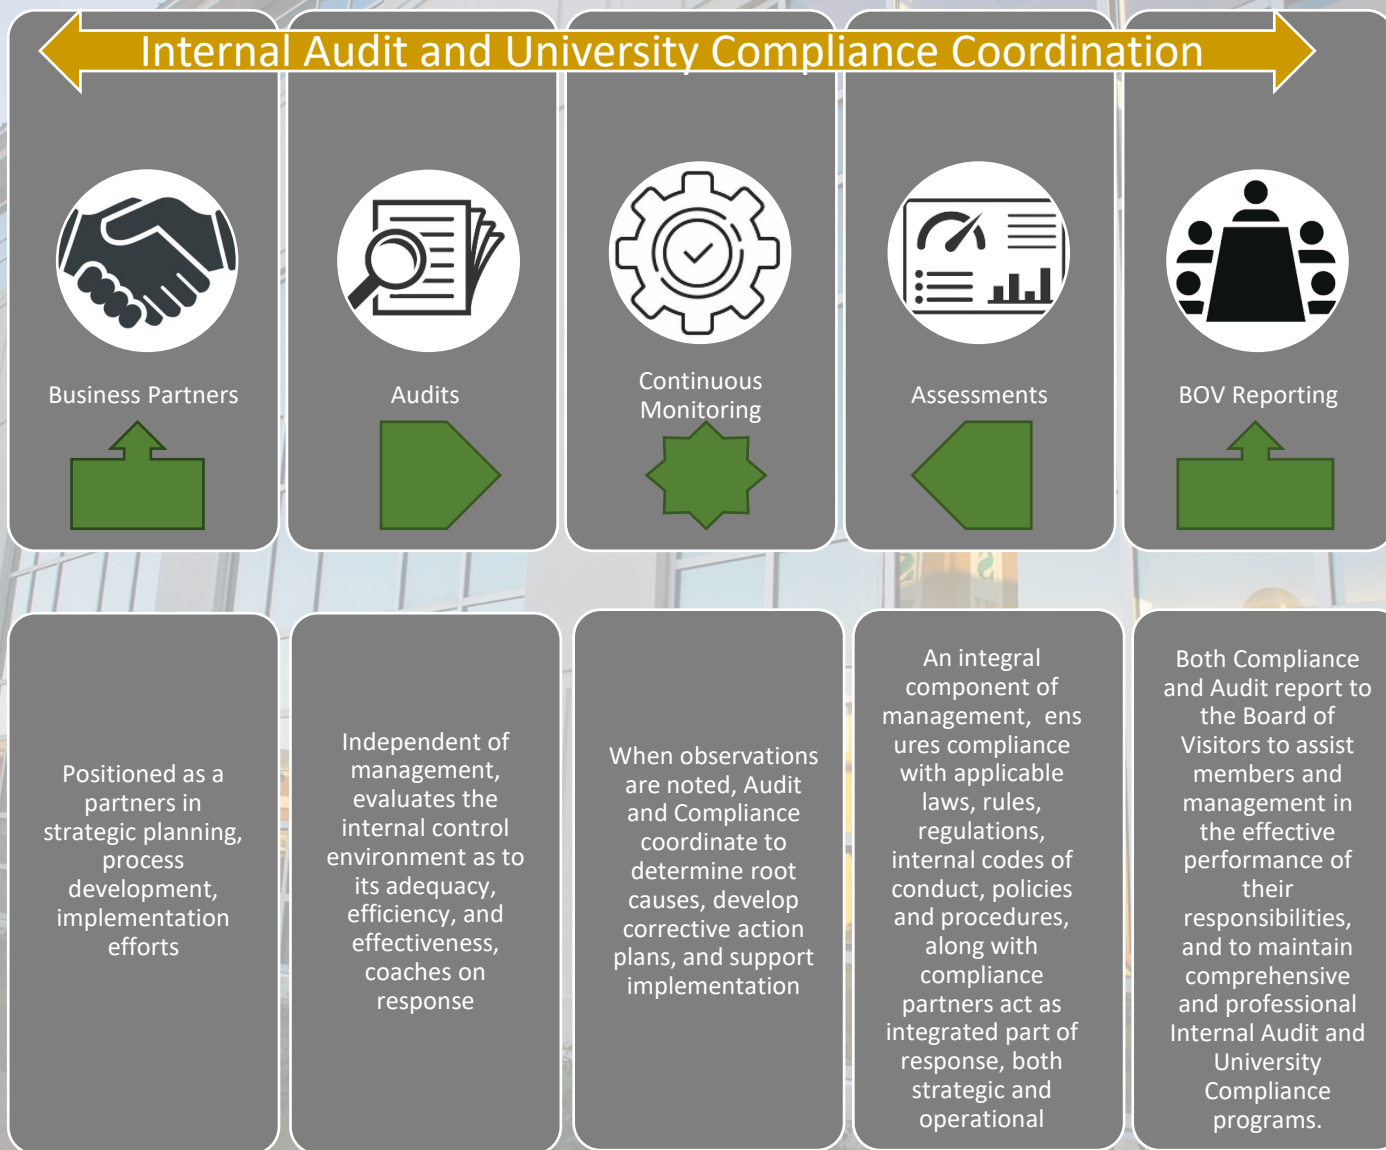 Internal Audit and University Compliance Coordination
Business Partners
Audits
Continuous
Monitoring
Assessments
BOV Reporting
Positioned as a
partners in
strategic planning,
process
development,
implementation
efforts
Independent of
management,
evaluates the
internal control
environment as to
its adequacy,
efficiency, and
effectiveness,
coaches on
response
When observations
are noted, Audit
and Compliance
coordinate to
determine root
causes, develop
corrective action
plans, and support
implementation
An integral
component of
management,  ens
ures compliance
with applicable
laws, rules,
regulations,
internal codes of
conduct, policies
and procedures,
along with
compliance
partners act as
integrated part of
response, both
strategic and
operational
Both Compliance
and Audit report to
the Board of
Visitors to assist
members and
management in
the effective
performance of
their
responsibilities,
and to maintain
comprehensive
and professional
Internal Audit and
University
Compliance
programs.